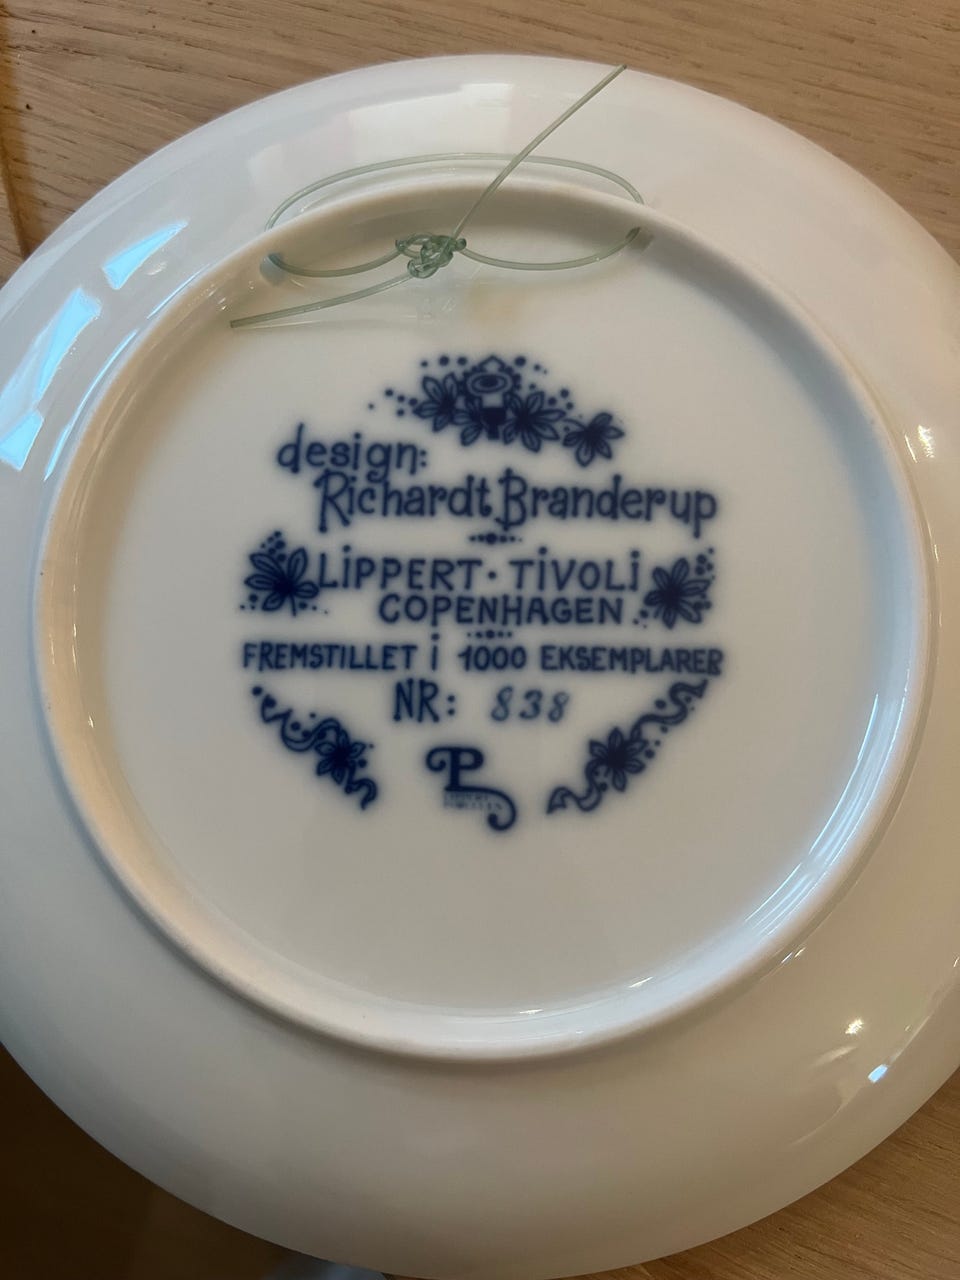 design:
Richardt Branderup
LiPPERT · TiVOLi
COPENHAGEN
FREMSTILLET i 1000 EKSEMPLARER
NR: 838